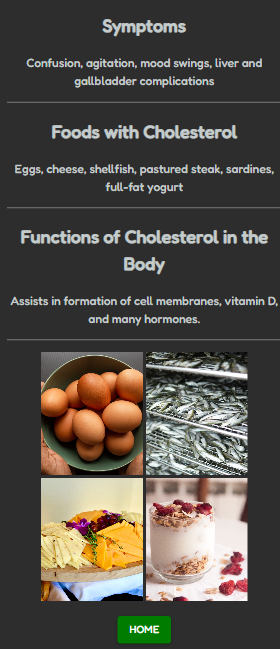 Symptoms
Confusion, agitation, mood swings, liver and
gallbladder complications
Foods with Cholesterol
Eggs, cheese, shellfish, pastured steak, sardines,
full-fat yogurt
Functions of Cholesterol in the
Body
Assists in formation of cell membranes, vitamin D,
and many hormones.
HOME